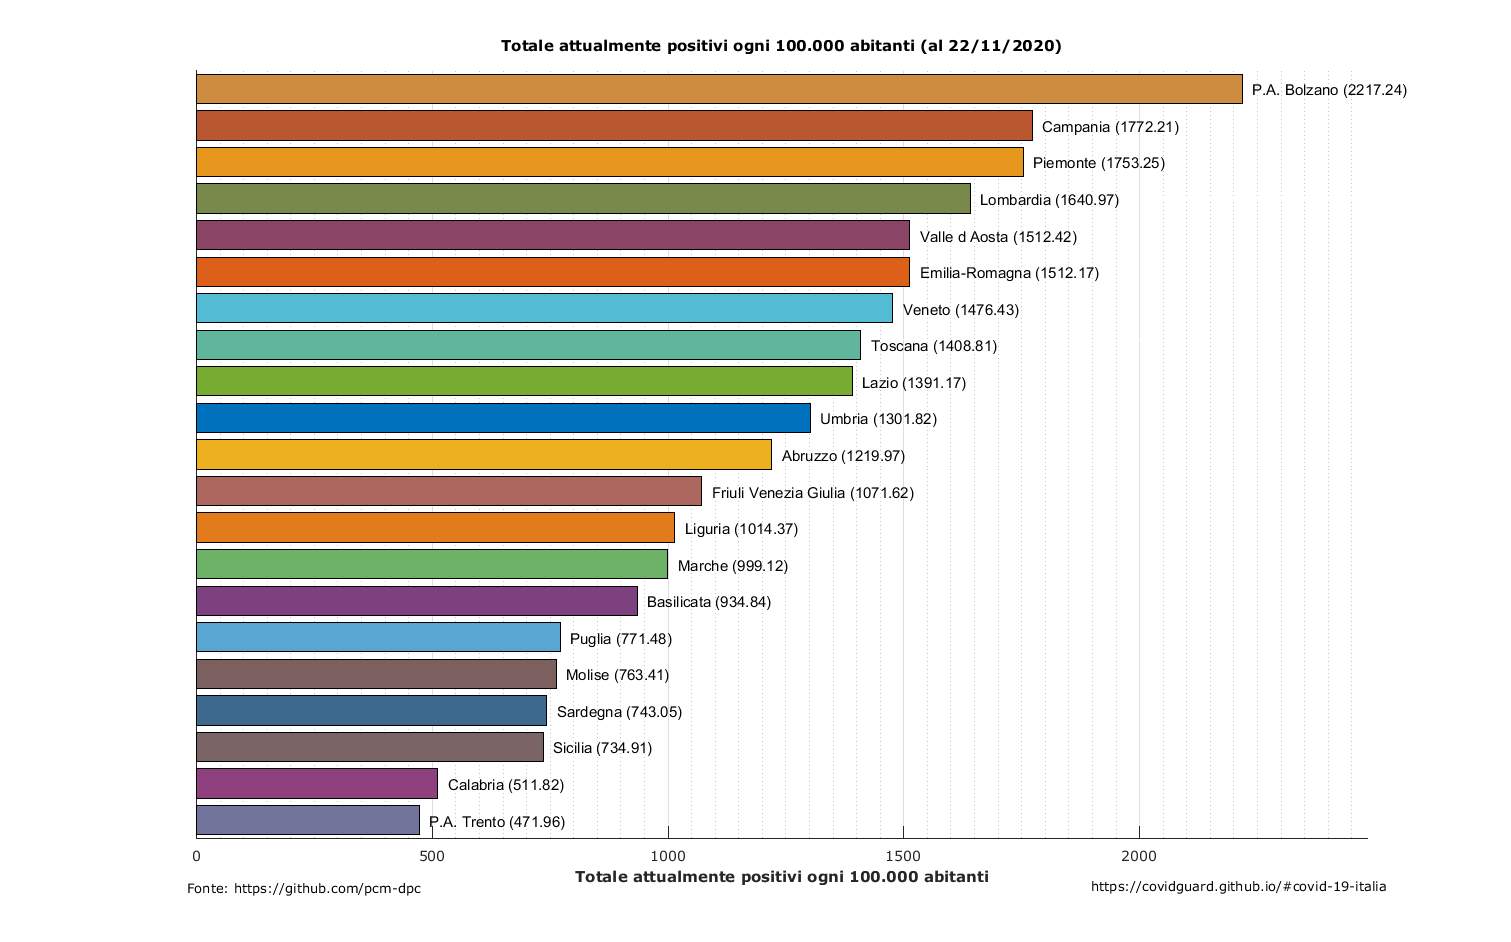 Totale attualmente positivi ogni 100.000 abitanti (al 22/11/2020)
P.A. Bolzano (2217.24)
Campania (1772.21)
Piemonte (1753.25)
Lombardia (1640.97)
Valle d Aosta (1512.42)
Emilia-Romagna (1512.17)
Veneto (1476.43)
Toscana (1408.81)
Lazio (1391.17)
Umbria (1301.82)
Abruzzo (1219.97)
Friuli Venezia Giulia (1071.62)
Liguria (1014.37)
Marche (999.12)
Basilicata (934.84)
Puglia (771.48)
Molise (763.41)
Sardegna (743.05)
Sicilia (734.91)
Calabria (511.82)
P.A. Trento (471.96)
0 500 1000 1500 2000
Totale attualmente positivi ogni 100.000 abitanti
Fonte: https://github.com/pcm-dpc
https://covidguard.github.io/#covid-19-italia